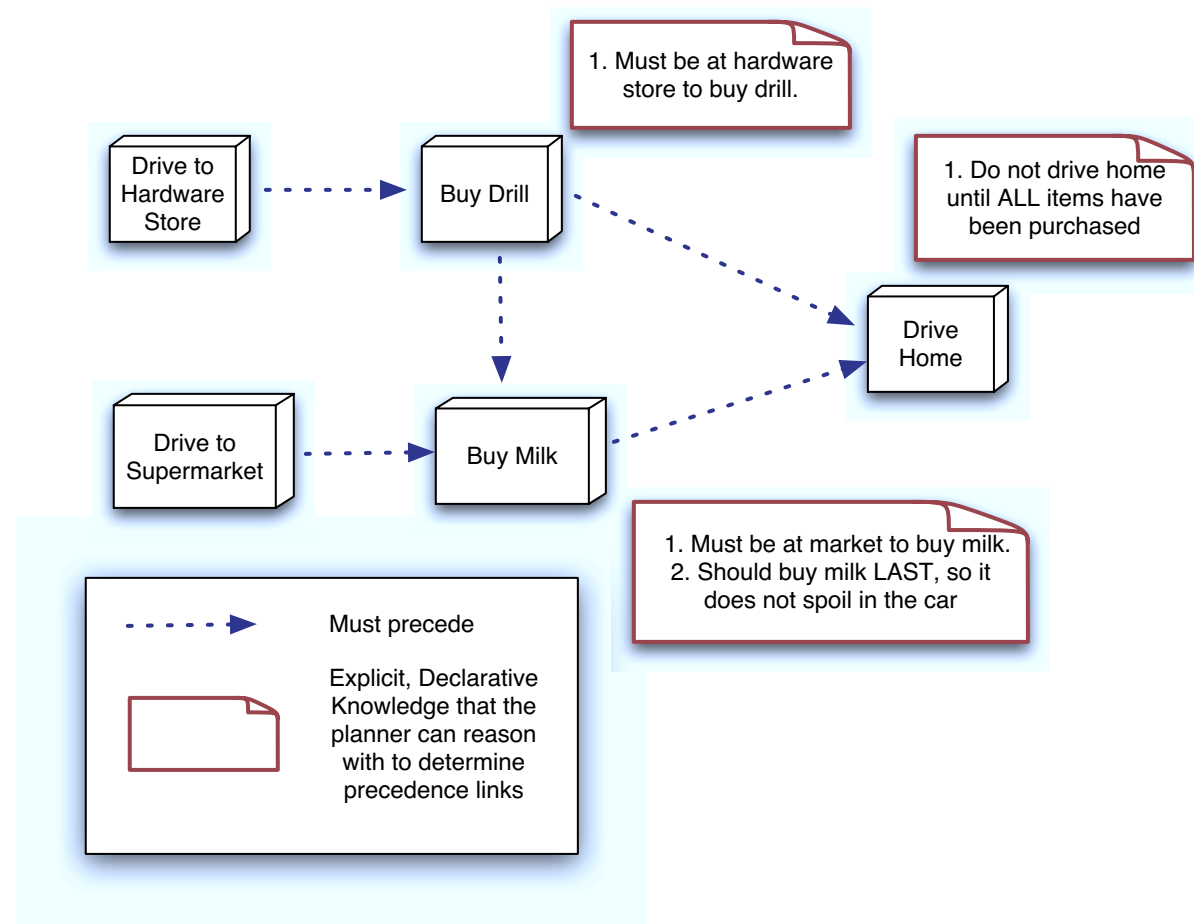 1. Must be at hardware
store to buy drill.
Drive to
Hardware
Store
Buy Drill
1. Do not drive home
until ALL items have
been purchased
Drive
Home
Drive to
Supermarket
Buy Milk
1. Must be at market to buy milk.
2. Should buy milk LAST, so it
does not spoil in the car
Must precede
Explicit, Declarative
Knowledge that the
planner can reason
with to determine
precedence links